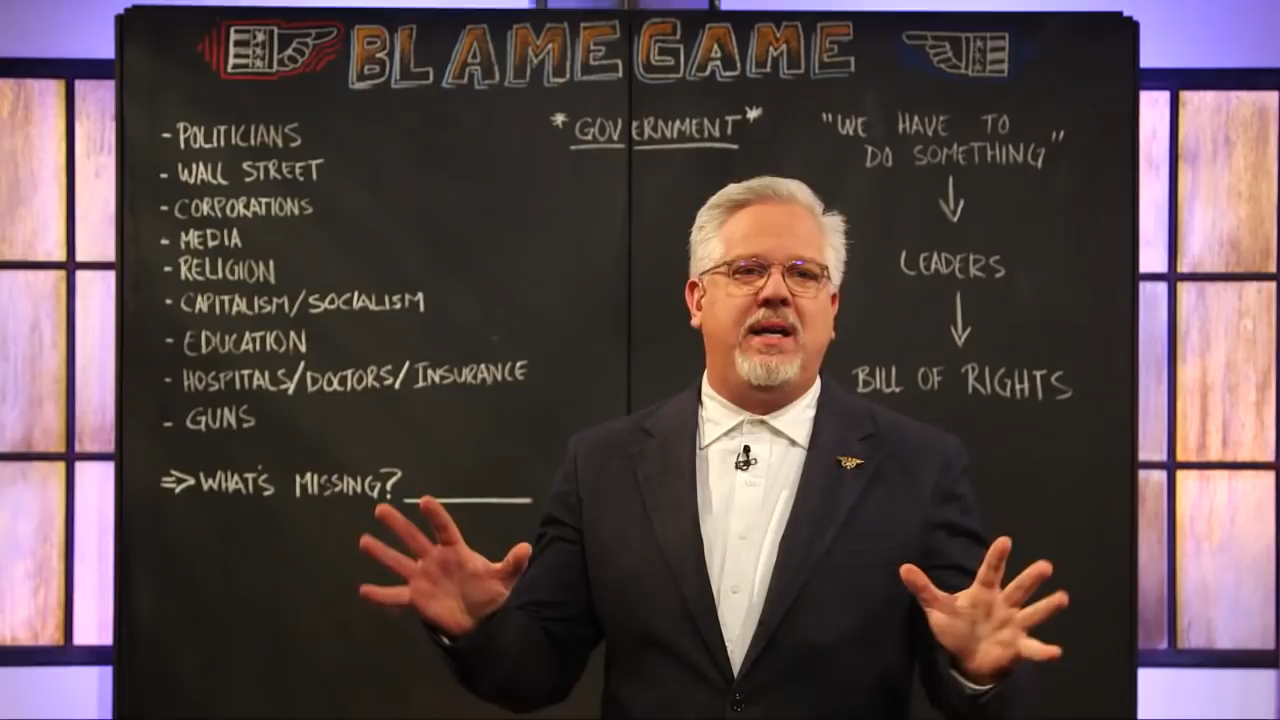 BLAME GAME
- POLITICIANS
- WALL STREET
- CORPORATIONS
- MEDIA
- RELIGION
- CAPITALISM/SOCIALISM
- EDUCATION
- HOSPITALS/DOCTORS/INSURANCE
- GUNS
=> WHAT'S MISSING? ________
*GOVERNMENT*
"WE HAVE TO
DO SOMETHING"
↓
LEADERS
↓
BILL OF RIGHTS